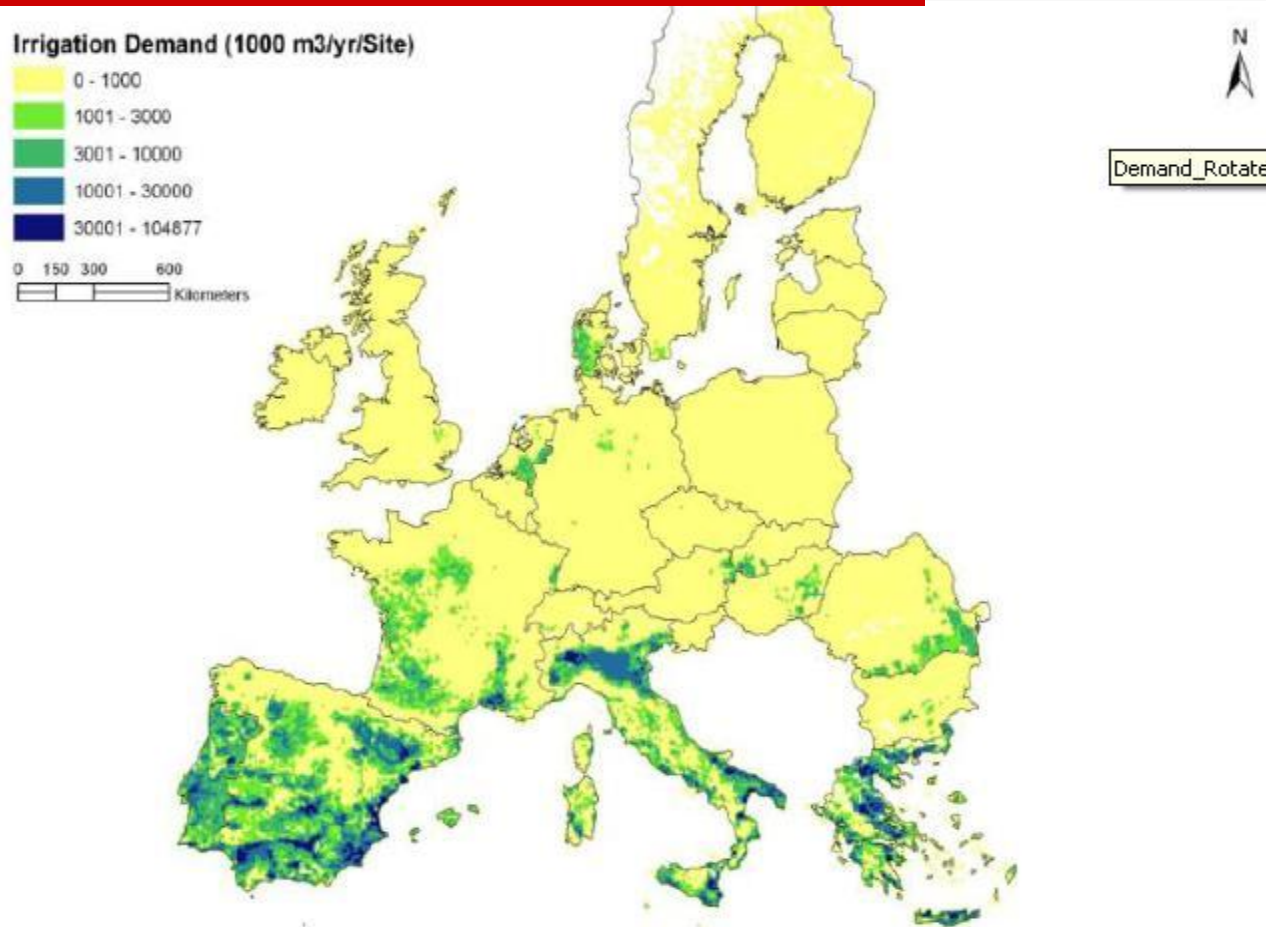 Irrigation Demand (1000 m3/yr/Site)
0 - 1000
1001 - 3000
3001 - 10000
10001 - 30000
30001 - 104877
0 150 300 600
Kilometers
N
Demand_Rotate